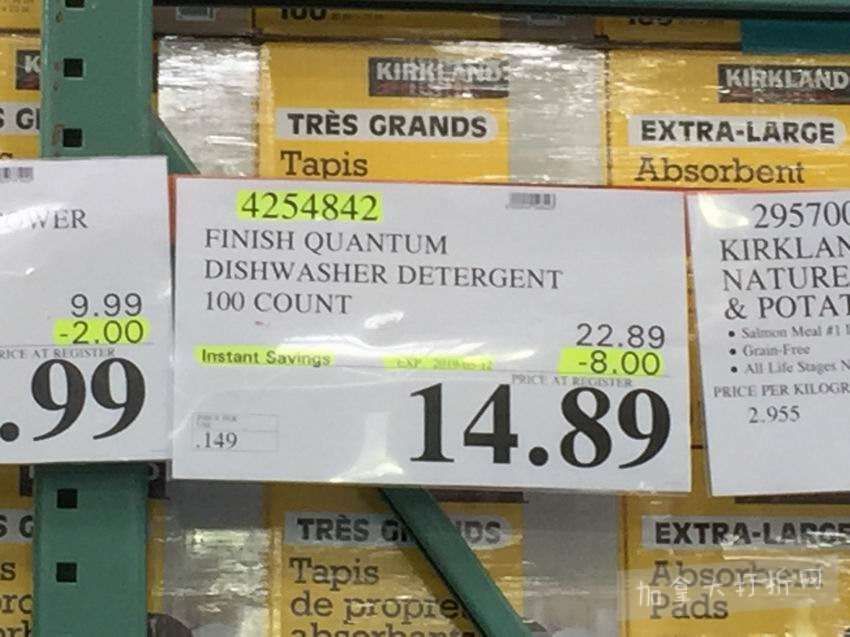 KIRKLAND
KIRKLAND
TRÈS GRANDS
EXTRA-LARGE
Tapis
Absorbent
9.99
-2.00
PRICE AT REGISTER
.99
4254842
FINISH QUANTUM
DISHWASHER DETERGENT
100 COUNT
22.89
Instant Savings
-8.00
PRICE AT REGISTER
.149
14.89
295700
KIRKLAN
NATURE
& POTAT
• Salmon Meal #1
• Grain-Free
• All Life Stages N
PRICE PER KILOGR
2.955
TRÈS GRANDS
EXTRA-LARGE
Tapis
Absorbent
de propre
Pads
absorbants
加拿大打折网